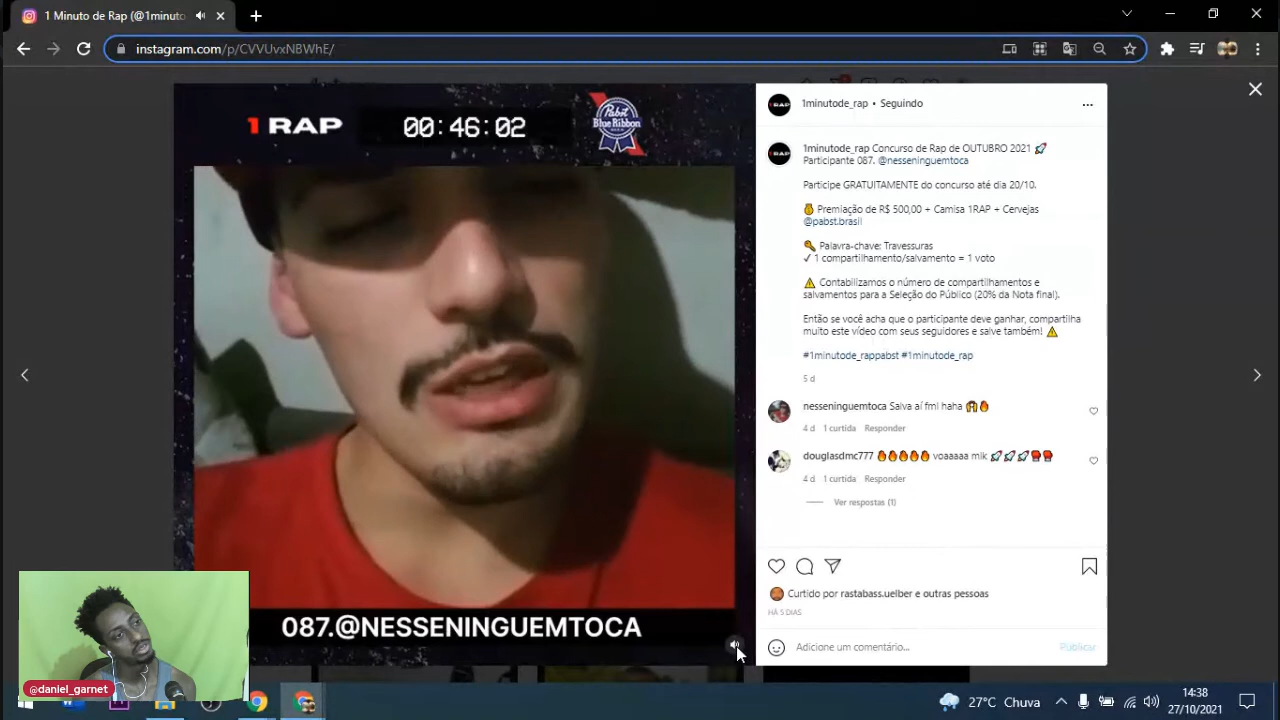 1 Minuto de Rap (@1minuto
instagram.com/p/CVVUvxNBWhE/
1 RAP
00:46:02
Pabst
Blue Ribbon
087.@NESSENINGUEMTOCA
1minutode_rap • Seguindo
1minutode_rap Concurso de Rap de OUTUBRO 2021 🚀
Participante 087. @nesseninguemtoca
Participe GRATUITAMENTE do concurso até dia 20/10.
🏅 Premiação de R$ 500,00 + Camisa 1RAP + Cervejas
@pabst.brasil
🔑 Palavra-chave: Travessuras
✓ 1 compartilhamento/salvamento = 1 voto
⚠️ Contabilizamos o número de compartilhamentos e
salvamentos para a Seleção do Público (20% da Nota final).
Então se você acha que o participante deve ganhar, compartilha
muito este vídeo com seus seguidores e salve também! ⚠️
#1minutode_rappabst #1minutode_rap
5 d
nesseninguemtoca Salva aí fml haha 🙌🔥
4 d 1 curtida Responder
douglasdmc777 🔥🔥🔥🔥🔥 voaaaaa mlk 🚀🚀🚀🥊🥊
4 d 1 curtida Responder
Ver respostas (1)
Curtido por rastabass.uelber e outras pessoas
HÁ 5 DIAS
Adicione um comentário...
Publicar
@daniel_garnet
27°C Chuva
14:38
27/10/2021